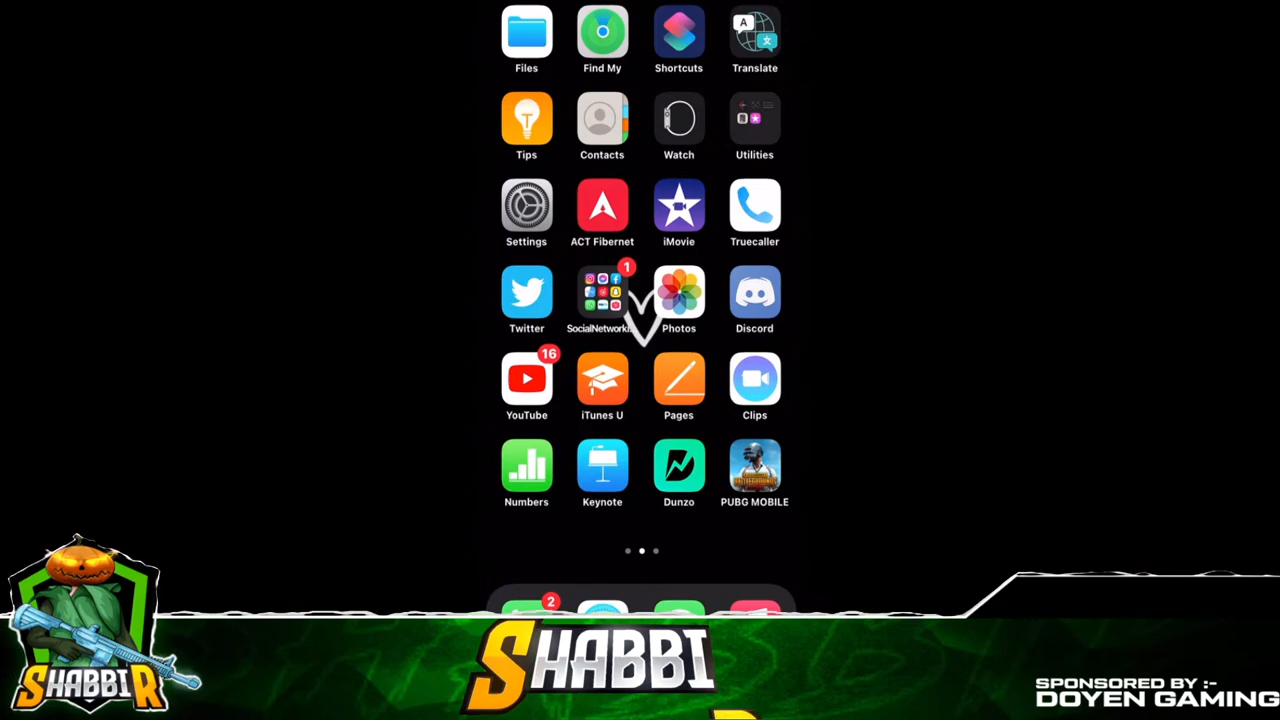 Files Find My Shortcuts Translate
Tips Contacts Watch Utilities
Settings ACT Fibernet iMovie Truecaller
1
SocialNetworki Photos Discord
16
YouTube iTunes U Pages Clips
Numbers Keynote Dunzo PUBG MOBILE
2
SHABBIR
SHABBI
SPONSORED BY :-
DOYEN GAMING